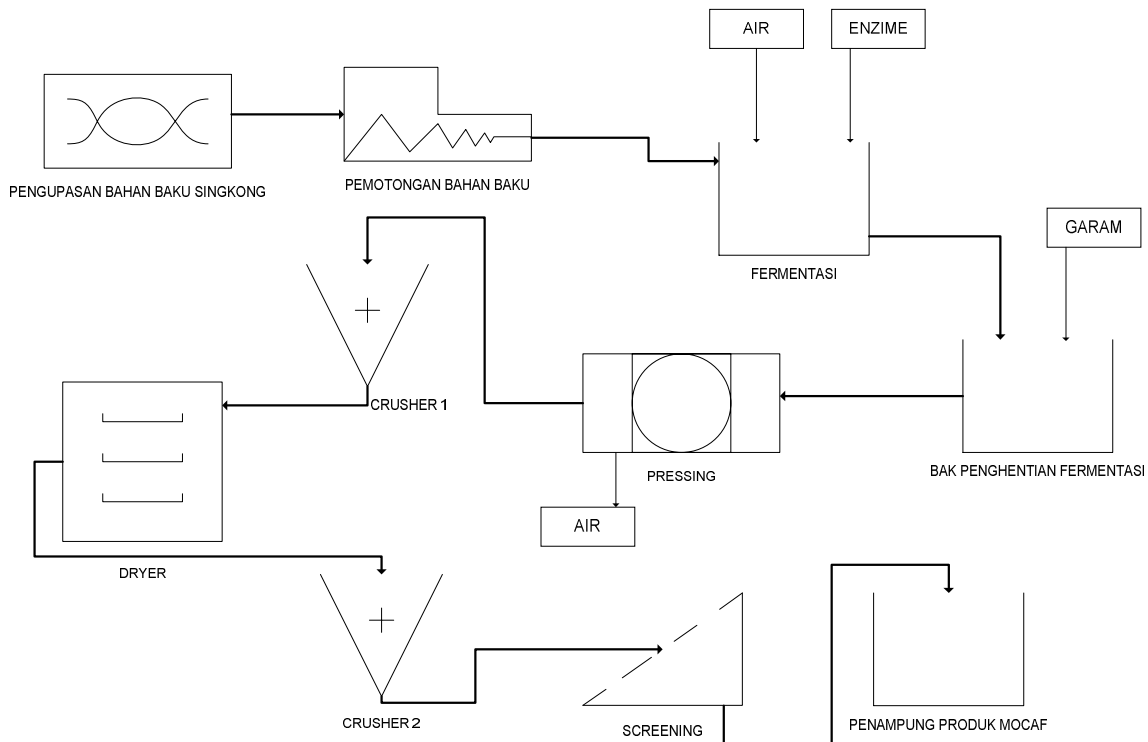 AIR
ENZIME
PENGUPASAN BAHAN BAKU SINGKONG
PEMOTONGAN BAHAN BAKU
FERMENTASI
GARAM
CRUSHER 1
PRESSING
BAK PENGHENTIAN FERMENTASI
AIR
DRYER
CRUSHER 2
SCREENING
PENAMPUNG PRODUK MOCAF